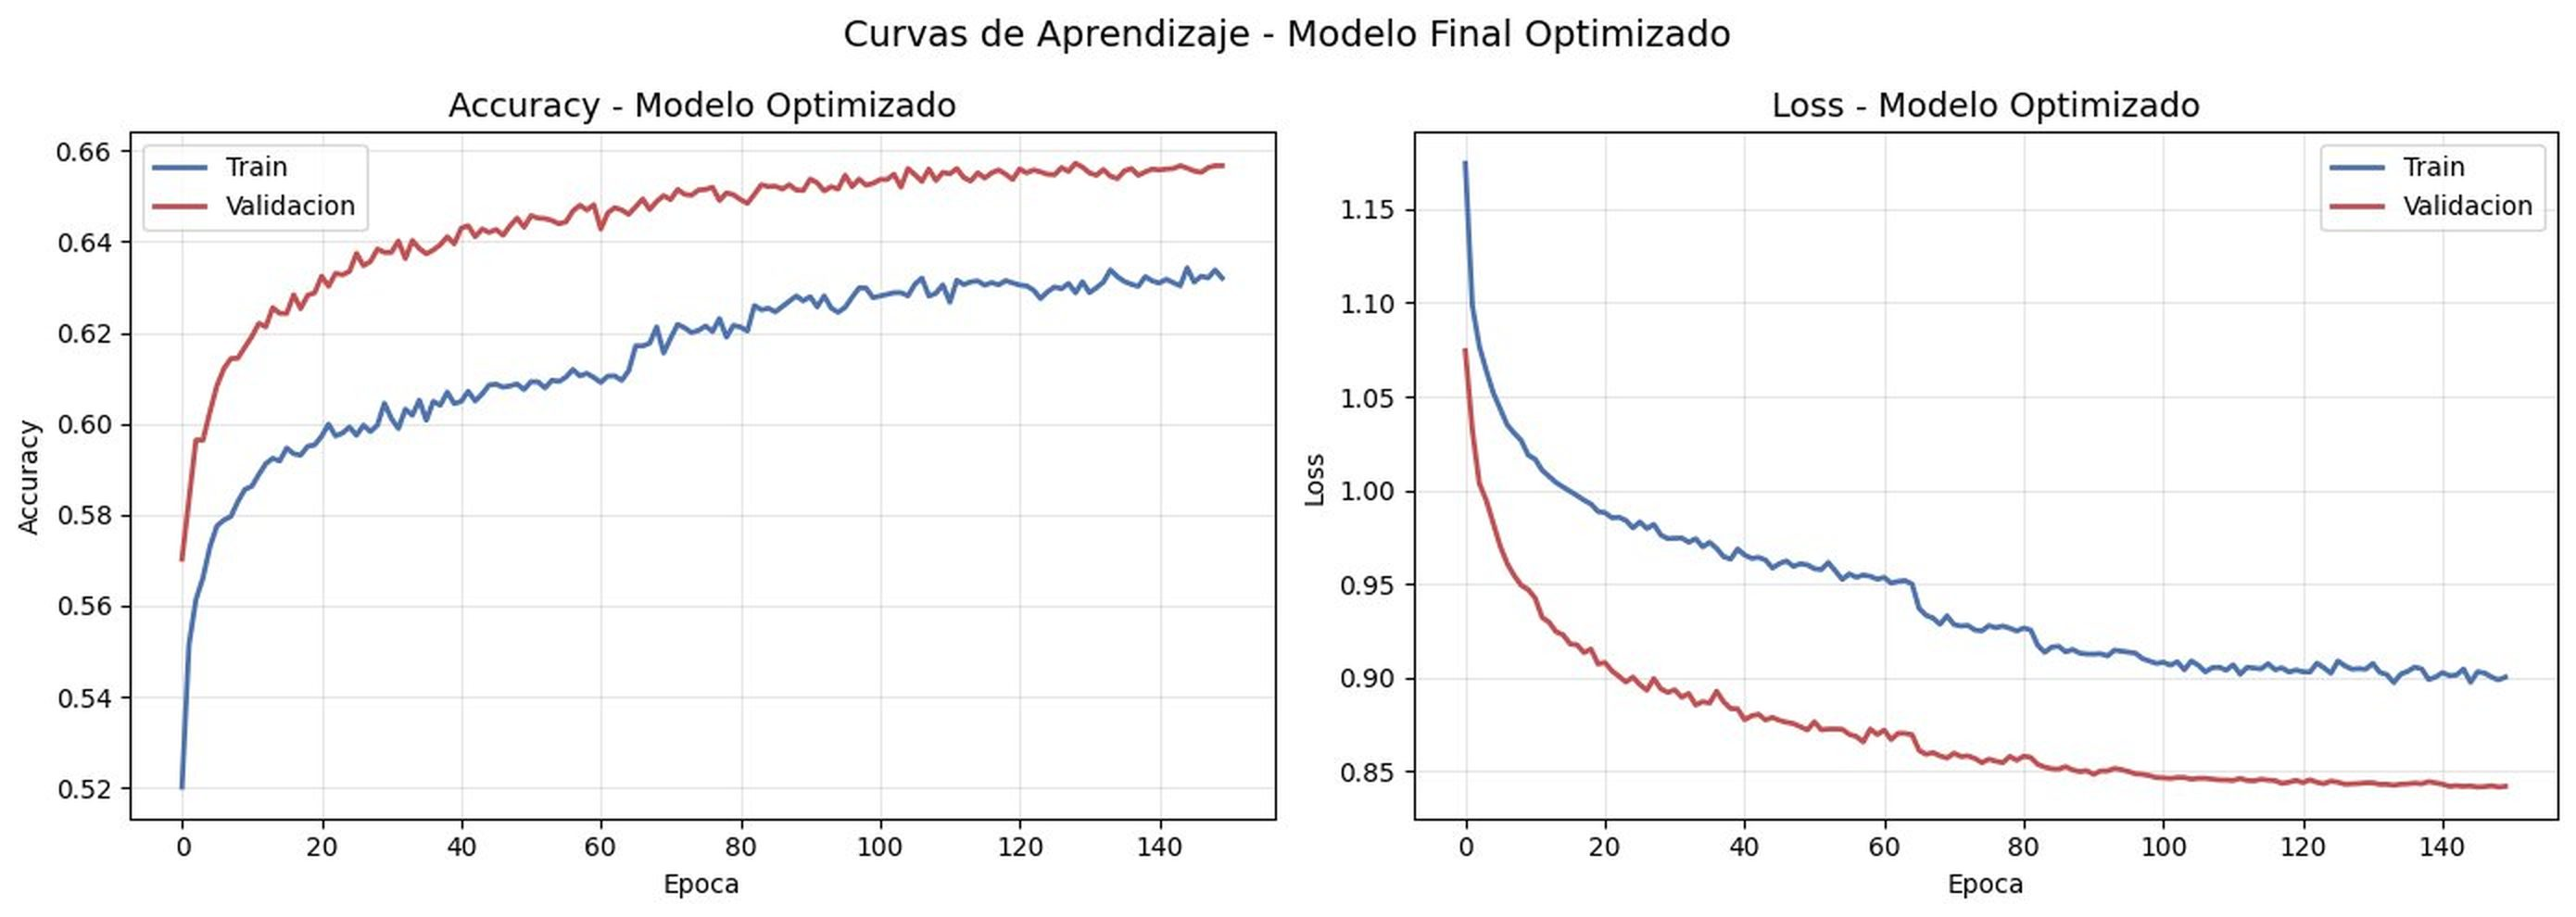 Curvas de Aprendizaje - Modelo Final Optimizado
Accuracy - Modelo Optimizado
Train
Validacion
Accuracy
0.66
0.64
0.62
0.60
0.58
0.56
0.54
0.52
0 20 40 60 80 100 120 140
Epoca
Loss - Modelo Optimizado
Train
Validacion
Loss
1.15
1.10
1.05
1.00
0.95
0.90
0.85
0 20 40 60 80 100 120 140
Epoca